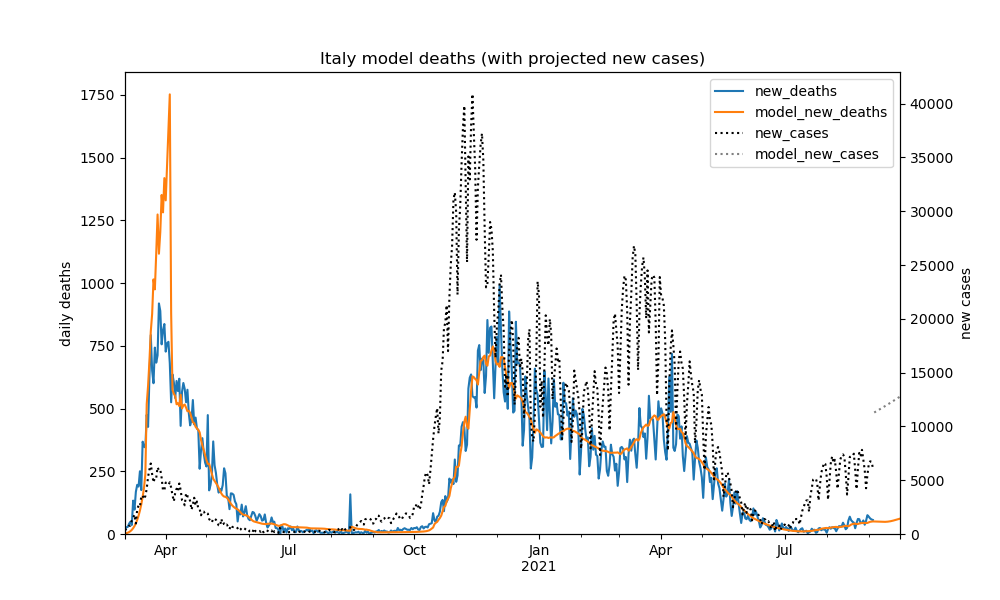 Italy model deaths (with projected new cases)
new_deaths
model_new_deaths
new_cases
model_new_cases
1750
1500
1250
1000
750
500
250
0
daily deaths
40000
35000
30000
25000
20000
15000
10000
5000
0
new cases
Apr Jul Oct Jan Apr Jul
2021